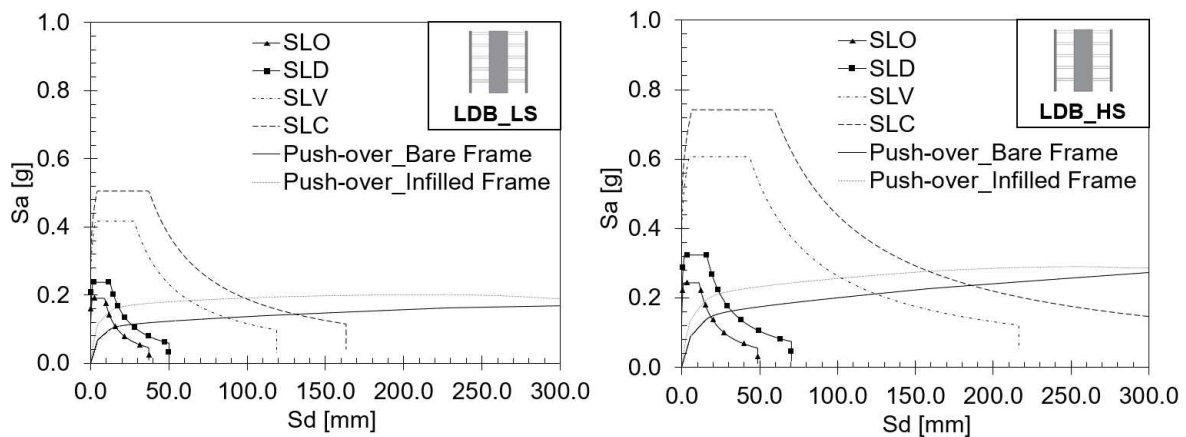 1.0
0.8
0.6
0.4
0.2
0.0
Sa [g]
SLO
SLD
SLV
SLC
Push-over_Bare Frame
Push-over_Infilled Frame
LDB_LS
0.0 50.0 100.0 150.0 200.0 250.0 300.0
Sd [mm]
1.0
0.8
0.6
0.4
0.2
0.0
Sa [g]
SLO
SLD
SLV
SLC
Push-over_Bare Frame
Push-over_Infilled Frame
LDB_HS
0.0 50.0 100.0 150.0 200.0 250.0 300.0
Sd [mm]